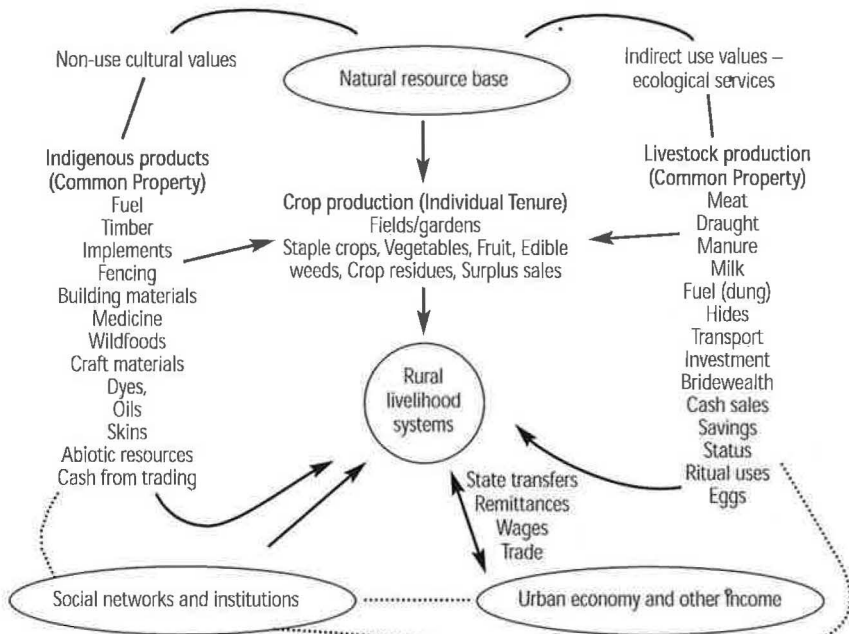 Non-use cultural values
Natural resource base
Indirect use values –
ecological services
Indigenous products
(Common Property)
Fuel
Timber
Implements
Fencing
Building materials
Medicine
Wildfoods
Craft materials
Dyes,
Oils
Skins
Abiotic resources
Cash from trading
Crop production (Individual Tenure)
Fields/gardens
Staple crops, Vegetables, Fruit, Edible
weeds, Crop residues, Surplus sales
Livestock production
(Common Property)
Meat
Draught
Manure
Milk
Fuel (dung)
Hides
Transport
Investment
Bridewealth
Cash sales
Savings
Status
Ritual uses
Eggs
Rural
livelihood
systems
State transfers
Remittances
Wages
Trade
Social networks and institutions
Urban economy and other income